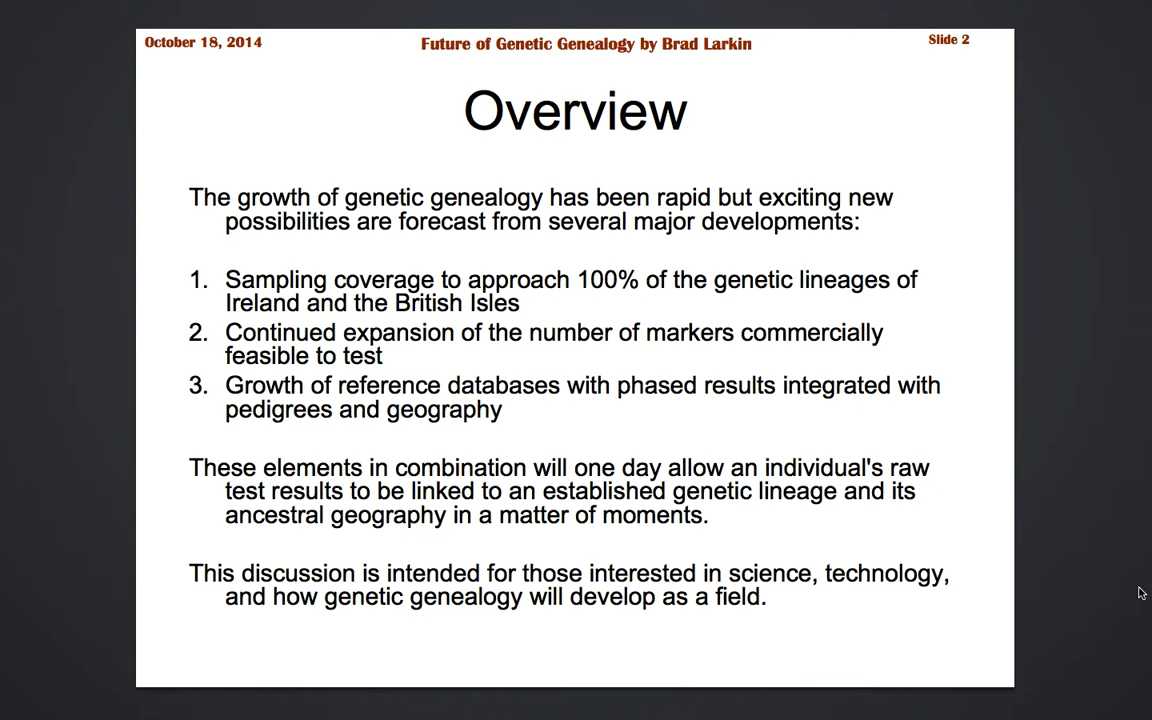 October 18, 2014
Future of Genetic Genealogy by Brad Larkin
Slide 2
Overview
The growth of genetic genealogy has been rapid but exciting new
possibilities are forecast from several major developments:
1. Sampling coverage to approach 100% of the genetic lineages of
Ireland and the British Isles
2. Continued expansion of the number of markers commercially
feasible to test
3. Growth of reference databases with phased results integrated with
pedigrees and geography
These elements in combination will one day allow an individual's raw
test results to be linked to an established genetic lineage and its
ancestral geography in a matter of moments.
This discussion is intended for those interested in science, technology,
and how genetic genealogy will develop as a field.